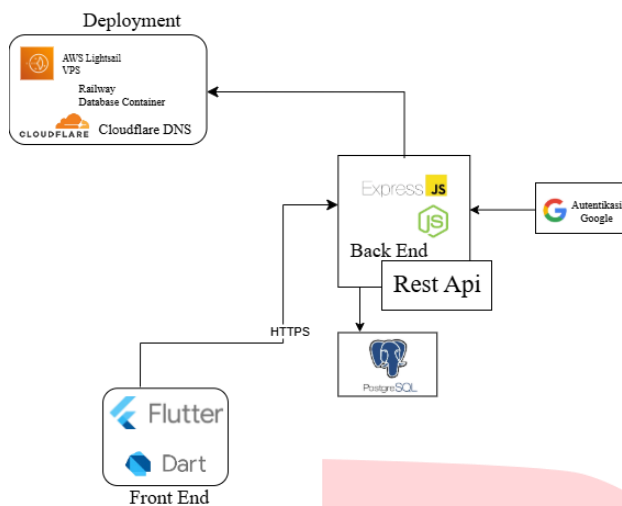 Deployment
AWS Lightsail
VPS
Railway
Database Container
CLOUDFLARE
Cloudflare DNS
Express JS
JS
Back End
Rest Api
Autentikasi
Google
HTTPS
PostgreSQL
Flutter
Dart
Front End